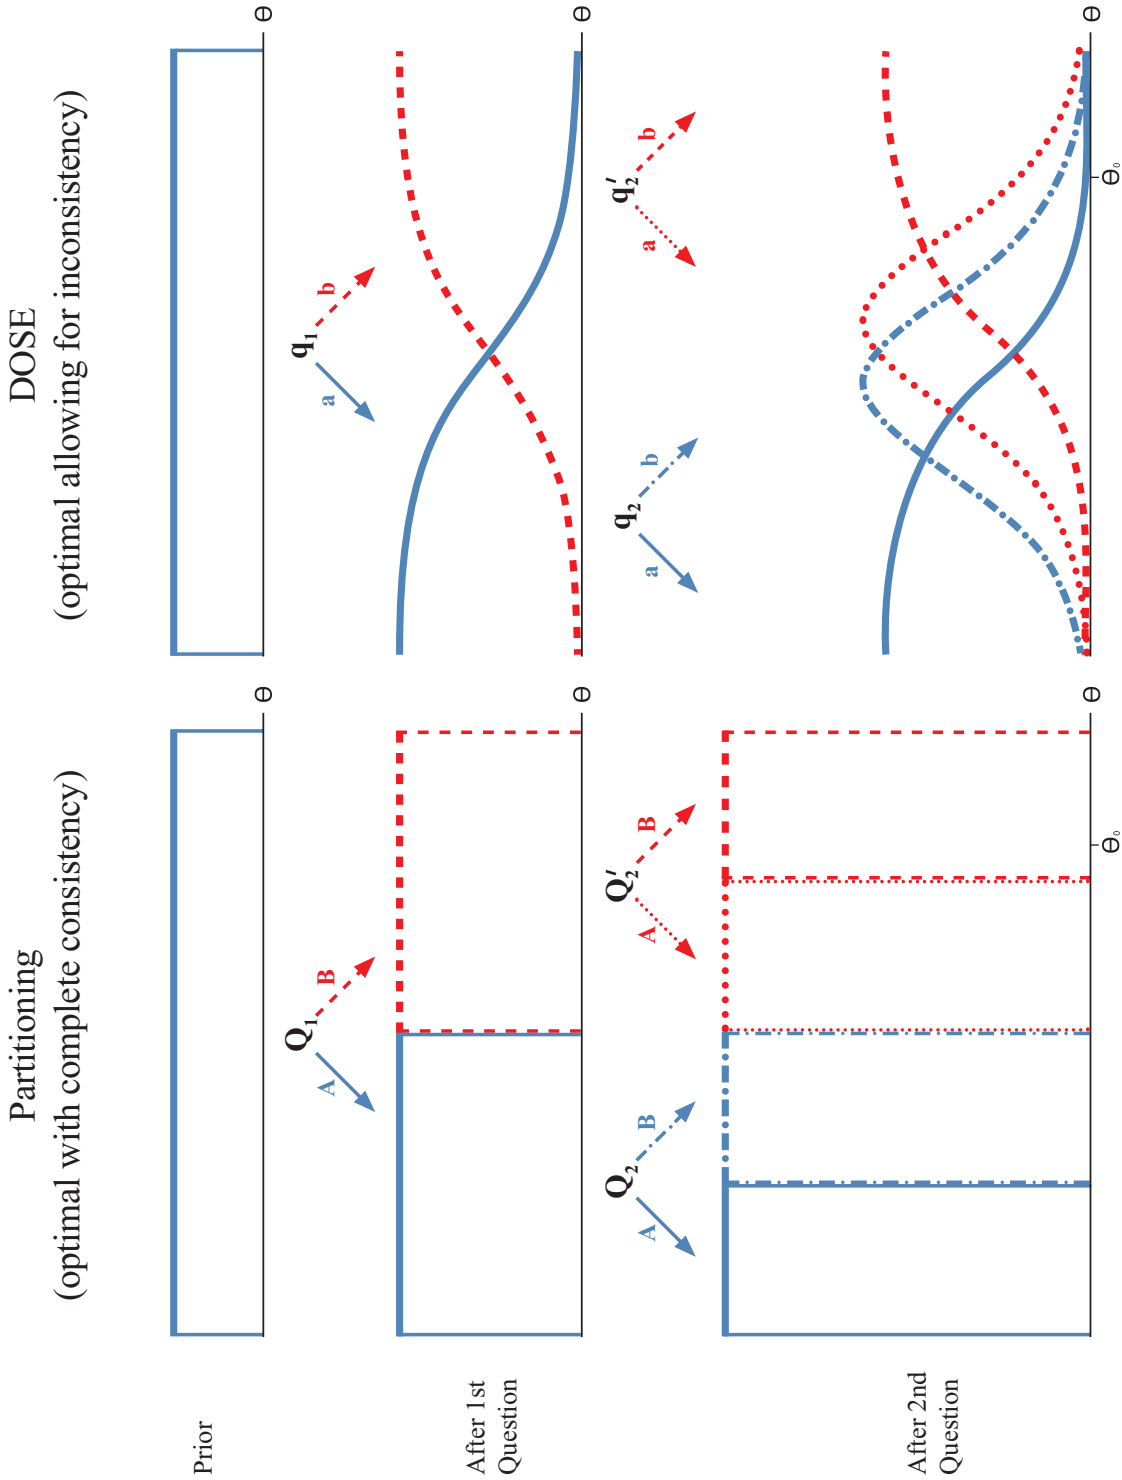 Partitioning
(optimal with complete consistency)
DOSE
(optimal allowing for inconsistency)
Prior
θ
θ
After 1st
Question
Q1
A
B
θ
q1
a
b
θ
After 2nd
Question
Q2
A
B
Q2′
A
B
θ0
θ
q2
a
b
q2′
a
b
θ0
θ